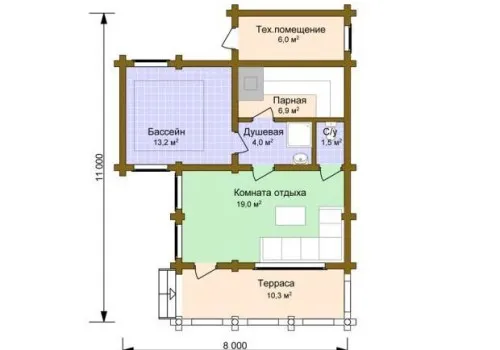 Тех.помещение
6,0 м²
Парная
6,9 м²
Бассейн
13,2 м²
Душевая
4,0 м²
С/у
1,5 м²
Комната отдыха
19,0 м²
Терраса
10,3 м²
11 000
8 000